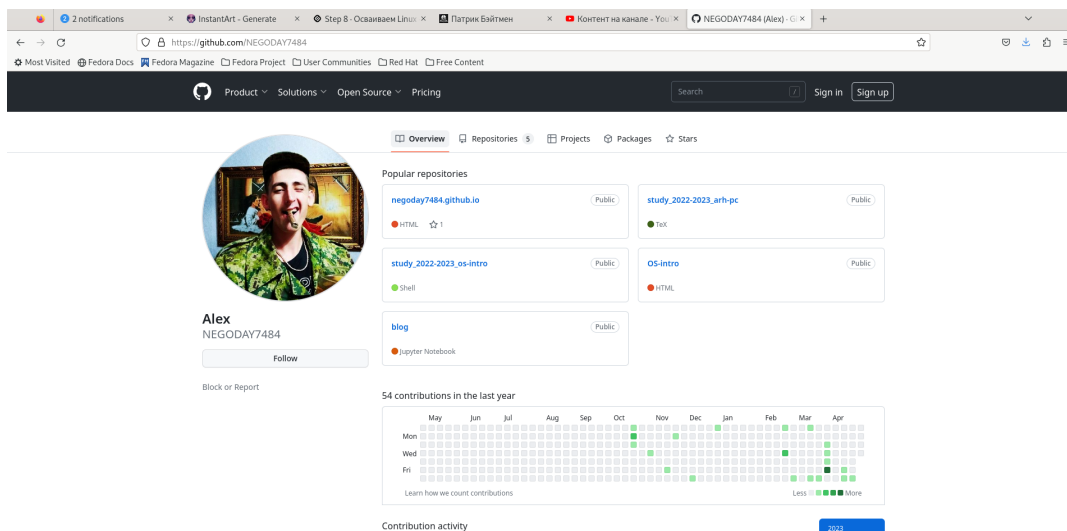 2 notifications
InstantArt - Generate
Step 8 · Осваиваем Linux
Патрик Бэйтмен
Контент на канале - You
NEGODAY7484 (Alex) · Gi
https://github.com/NEGODAY7484
Most Visited Fedora Docs Fedora Magazine Fedora Project User Communities Red Hat Free Content
Product Solutions Open Source Pricing Search / Sign in Sign up
Overview Repositories 5 Projects Packages Stars
Popular repositories
negoday7484.github.io Public
HTML 1
study_2022-2023_arh-pc Public
TeX
study_2022-2023_os-intro Public
Shell
OS-intro Public
HTML
blog Public
Jupyter Notebook
Alex
NEGODAY7484
Follow
Block or Report
54 contributions in the last year
May Jun Jul Aug Sep Oct Nov Dec Jan Feb Mar Apr
Mon
Wed
Fri
Learn how we count contributions Less More
Contribution activity
2023